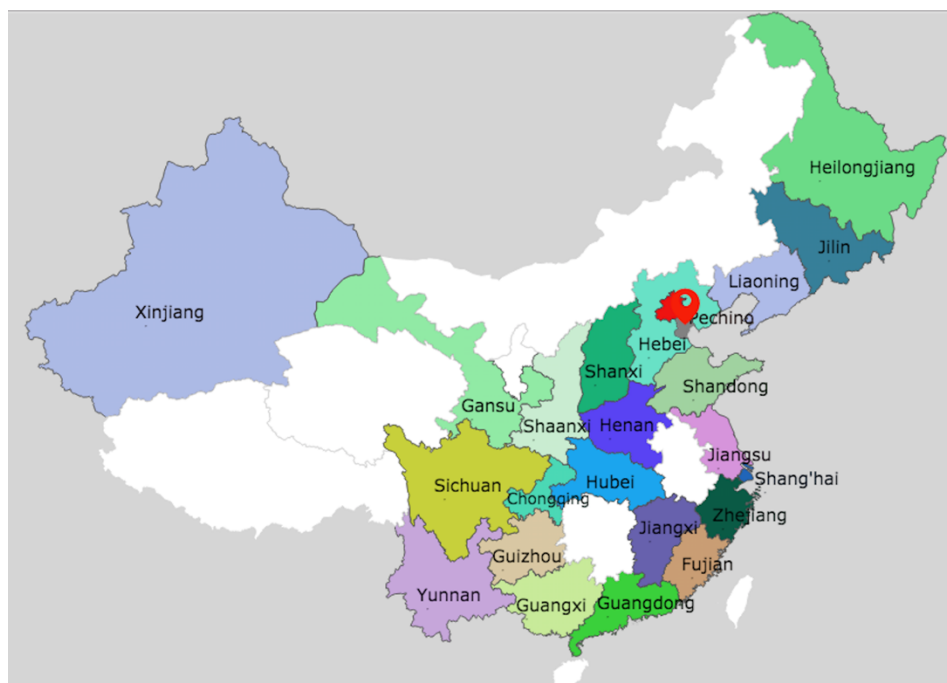 Heilongjiang
Jilin
Liaoning
Xinjiang
Pechino
Hebei
Shanxi
Shandong
Gansu
Shaanxi
Henan
Jiangsu
Shang'hai
Sichuan
Hubei
Chongqing
Zhejiang
Jiangxi
Guizhou
Fujian
Yunnan
Guangxi
Guangdong